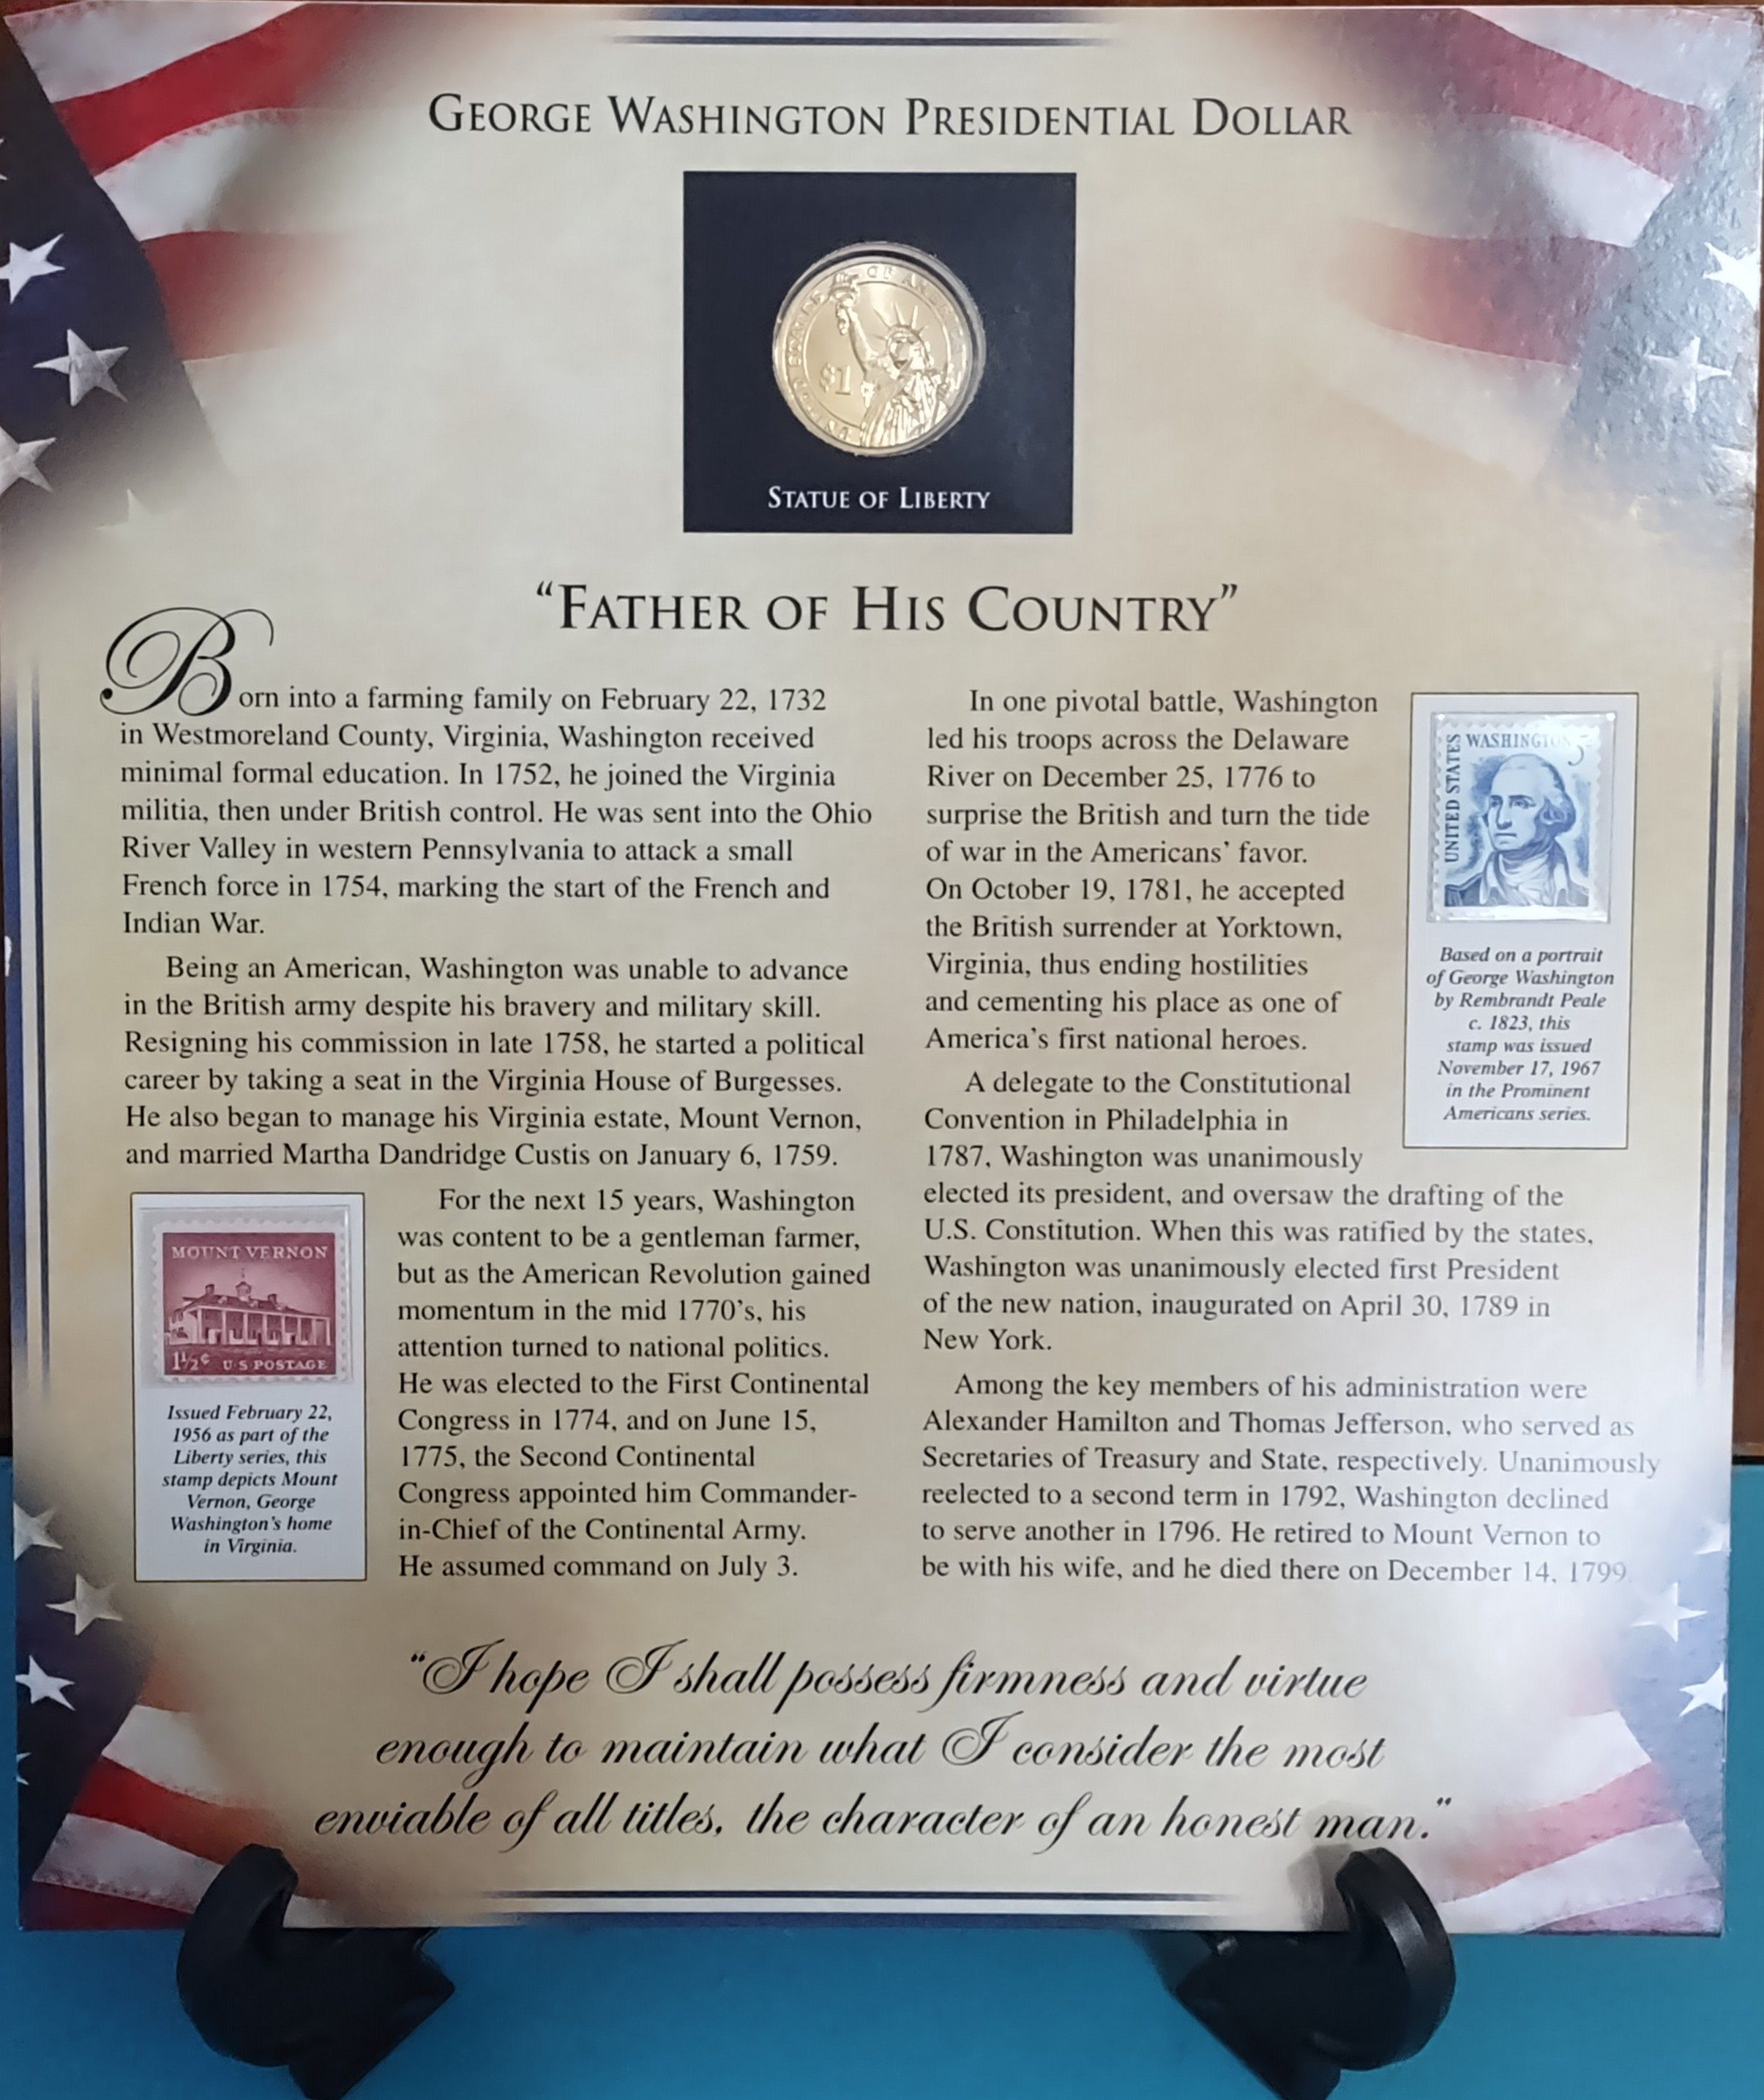 GEORGE WASHINGTON PRESIDENTIAL DOLLAR
OF AMERICA
$1
STATUE OF LIBERTY
“FATHER OF HIS COUNTRY”
Born into a farming family on February 22, 1732
in Westmoreland County, Virginia, Washington received
minimal formal education. In 1752, he joined the Virginia
militia, then under British control. He was sent into the Ohio
River Valley in western Pennsylvania to attack a small
French force in 1754, marking the start of the French and
Indian War.
Being an American, Washington was unable to advance
in the British army despite his bravery and military skill.
Resigning his commission in late 1758, he started a political
career by taking a seat in the Virginia House of Burgesses.
He also began to manage his Virginia estate, Mount Vernon,
and married Martha Dandridge Custis on January 6, 1759.
MOUNT VERNON
1½¢ U·S POSTAGE
Issued February 22,
1956 as part of the
Liberty series, this
stamp depicts Mount
Vernon, George
Washington’s home
in Virginia.
For the next 15 years, Washington
was content to be a gentleman farmer,
but as the American Revolution gained
momentum in the mid 1770’s, his
attention turned to national politics.
He was elected to the First Continental
Congress in 1774, and on June 15,
1775, the Second Continental
Congress appointed him Commander-
in-Chief of the Continental Army.
He assumed command on July 3.
In one pivotal battle, Washington
led his troops across the Delaware
River on December 25, 1776 to
surprise the British and turn the tide
of war in the Americans’ favor.
On October 19, 1781, he accepted
the British surrender at Yorktown,
Virginia, thus ending hostilities
and cementing his place as one of
America’s first national heroes.
UNITED STATES
WASHINGTON 5
Based on a portrait
of George Washington
by Rembrandt Peale
c. 1823, this
stamp was issued
November 17, 1967
in the Prominent
Americans series.
A delegate to the Constitutional
Convention in Philadelphia in
1787, Washington was unanimously
elected its president, and oversaw the drafting of the
U.S. Constitution. When this was ratified by the states,
Washington was unanimously elected first President
of the new nation, inaugurated on April 30, 1789 in
New York.
Among the key members of his administration were
Alexander Hamilton and Thomas Jefferson, who served as
Secretaries of Treasury and State, respectively. Unanimously
reelected to a second term in 1792, Washington declined
to serve another in 1796. He retired to Mount Vernon to
be with his wife, and he died there on December 14, 1799.
“I hope I shall possess firmness and virtue
enough to maintain what I consider the most
enviable of all titles, the character of an honest man.”